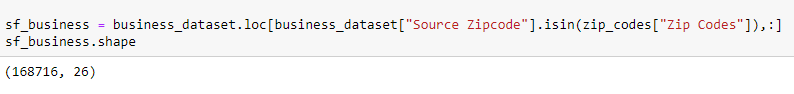 sf_business = business_dataset.loc[business_dataset["Source Zipcode"].isin(zip_codes["Zip Codes"]),:]
sf_business.shape
(168716, 26)